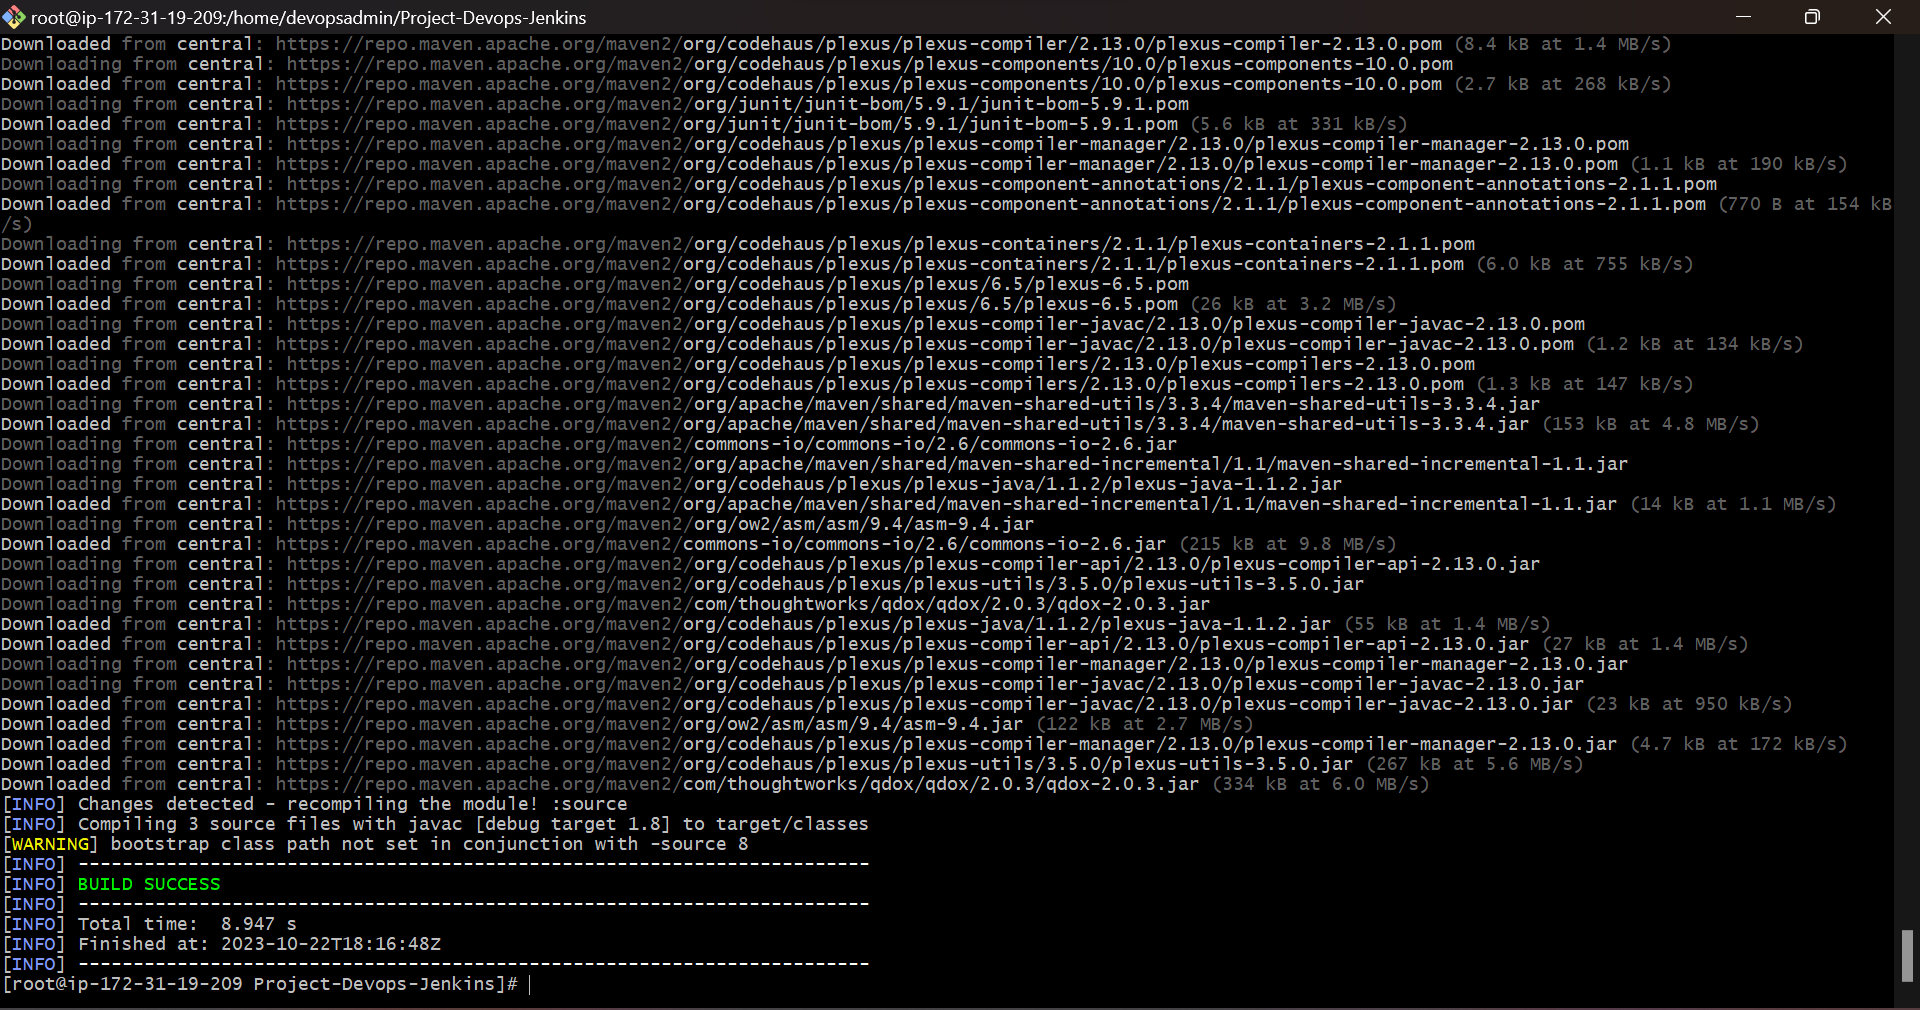 root@ip-172-31-19-209:/home/devopsadmin/Project-Devops-Jenkins
Downloaded from central: https://repo.maven.apache.org/maven2/org/codehaus/plexus/plexus-compiler/2.13.0/plexus-compiler-2.13.0.pom (8.4 kB at 1.4 MB/s)
Downloading from central: https://repo.maven.apache.org/maven2/org/codehaus/plexus/plexus-components/10.0/plexus-components-10.0.pom
Downloaded from central: https://repo.maven.apache.org/maven2/org/codehaus/plexus/plexus-components/10.0/plexus-components-10.0.pom (2.7 kB at 268 kB/s)
Downloading from central: https://repo.maven.apache.org/maven2/org/junit/junit-bom/5.9.1/junit-bom-5.9.1.pom
Downloaded from central: https://repo.maven.apache.org/maven2/org/junit/junit-bom/5.9.1/junit-bom-5.9.1.pom (5.6 kB at 331 kB/s)
Downloading from central: https://repo.maven.apache.org/maven2/org/codehaus/plexus/plexus-compiler-manager/2.13.0/plexus-compiler-manager-2.13.0.pom
Downloaded from central: https://repo.maven.apache.org/maven2/org/codehaus/plexus/plexus-compiler-manager/2.13.0/plexus-compiler-manager-2.13.0.pom (1.1 kB at 190 kB/s)
Downloading from central: https://repo.maven.apache.org/maven2/org/codehaus/plexus/plexus-component-annotations/2.1.1/plexus-component-annotations-2.1.1.pom
Downloaded from central: https://repo.maven.apache.org/maven2/org/codehaus/plexus/plexus-component-annotations/2.1.1/plexus-component-annotations-2.1.1.pom (770 B at 154 kB
/s)
Downloading from central: https://repo.maven.apache.org/maven2/org/codehaus/plexus/plexus-containers/2.1.1/plexus-containers-2.1.1.pom
Downloaded from central: https://repo.maven.apache.org/maven2/org/codehaus/plexus/plexus-containers/2.1.1/plexus-containers-2.1.1.pom (6.0 kB at 755 kB/s)
Downloading from central: https://repo.maven.apache.org/maven2/org/codehaus/plexus/plexus/6.5/plexus-6.5.pom
Downloaded from central: https://repo.maven.apache.org/maven2/org/codehaus/plexus/plexus/6.5/plexus-6.5.pom (26 kB at 3.2 MB/s)
Downloading from central: https://repo.maven.apache.org/maven2/org/codehaus/plexus/plexus-compiler-javac/2.13.0/plexus-compiler-javac-2.13.0.pom
Downloaded from central: https://repo.maven.apache.org/maven2/org/codehaus/plexus/plexus-compiler-javac/2.13.0/plexus-compiler-javac-2.13.0.pom (1.2 kB at 134 kB/s)
Downloading from central: https://repo.maven.apache.org/maven2/org/codehaus/plexus/plexus-compilers/2.13.0/plexus-compilers-2.13.0.pom
Downloaded from central: https://repo.maven.apache.org/maven2/org/codehaus/plexus/plexus-compilers/2.13.0/plexus-compilers-2.13.0.pom (1.3 kB at 147 kB/s)
Downloading from central: https://repo.maven.apache.org/maven2/org/apache/maven/shared/maven-shared-utils/3.3.4/maven-shared-utils-3.3.4.jar
Downloaded from central: https://repo.maven.apache.org/maven2/org/apache/maven/shared/maven-shared-utils/3.3.4/maven-shared-utils-3.3.4.jar (153 kB at 4.8 MB/s)
Downloading from central: https://repo.maven.apache.org/maven2/commons-io/commons-io/2.6/commons-io-2.6.jar
Downloading from central: https://repo.maven.apache.org/maven2/org/apache/maven/shared/maven-shared-incremental/1.1/maven-shared-incremental-1.1.jar
Downloading from central: https://repo.maven.apache.org/maven2/org/codehaus/plexus/plexus-java/1.1.2/plexus-java-1.1.2.jar
Downloaded from central: https://repo.maven.apache.org/maven2/org/apache/maven/shared/maven-shared-incremental/1.1/maven-shared-incremental-1.1.jar (14 kB at 1.1 MB/s)
Downloading from central: https://repo.maven.apache.org/maven2/org/ow2/asm/asm/9.4/asm-9.4.jar
Downloaded from central: https://repo.maven.apache.org/maven2/commons-io/commons-io/2.6/commons-io-2.6.jar (215 kB at 9.8 MB/s)
Downloading from central: https://repo.maven.apache.org/maven2/org/codehaus/plexus/plexus-compiler-api/2.13.0/plexus-compiler-api-2.13.0.jar
Downloading from central: https://repo.maven.apache.org/maven2/org/codehaus/plexus/plexus-utils/3.5.0/plexus-utils-3.5.0.jar
Downloading from central: https://repo.maven.apache.org/maven2/com/thoughtworks/qdox/qdox/2.0.3/qdox-2.0.3.jar
Downloaded from central: https://repo.maven.apache.org/maven2/org/codehaus/plexus/plexus-java/1.1.2/plexus-java-1.1.2.jar (55 kB at 1.4 MB/s)
Downloaded from central: https://repo.maven.apache.org/maven2/org/codehaus/plexus/plexus-compiler-api/2.13.0/plexus-compiler-api-2.13.0.jar (27 kB at 1.4 MB/s)
Downloading from central: https://repo.maven.apache.org/maven2/org/codehaus/plexus/plexus-compiler-manager/2.13.0/plexus-compiler-manager-2.13.0.jar
Downloading from central: https://repo.maven.apache.org/maven2/org/codehaus/plexus/plexus-compiler-javac/2.13.0/plexus-compiler-javac-2.13.0.jar
Downloaded from central: https://repo.maven.apache.org/maven2/org/codehaus/plexus/plexus-compiler-javac/2.13.0/plexus-compiler-javac-2.13.0.jar (23 kB at 950 kB/s)
Downloaded from central: https://repo.maven.apache.org/maven2/org/ow2/asm/asm/9.4/asm-9.4.jar (122 kB at 2.7 MB/s)
Downloaded from central: https://repo.maven.apache.org/maven2/org/codehaus/plexus/plexus-compiler-manager/2.13.0/plexus-compiler-manager-2.13.0.jar (4.7 kB at 172 kB/s)
Downloaded from central: https://repo.maven.apache.org/maven2/org/codehaus/plexus/plexus-utils/3.5.0/plexus-utils-3.5.0.jar (267 kB at 5.6 MB/s)
Downloaded from central: https://repo.maven.apache.org/maven2/com/thoughtworks/qdox/qdox/2.0.3/qdox-2.0.3.jar (334 kB at 6.0 MB/s)
[INFO] Changes detected - recompiling the module! :source
[INFO] Compiling 3 source files with javac [debug target 1.8] to target/classes
[WARNING] bootstrap class path not set in conjunction with -source 8
[INFO] ------------------------------------------------------------------------
[INFO] BUILD SUCCESS
[INFO] ------------------------------------------------------------------------
[INFO] Total time:  8.947 s
[INFO] Finished at: 2023-10-22T18:16:48Z
[INFO] ------------------------------------------------------------------------
[root@ip-172-31-19-209 Project-Devops-Jenkins]#